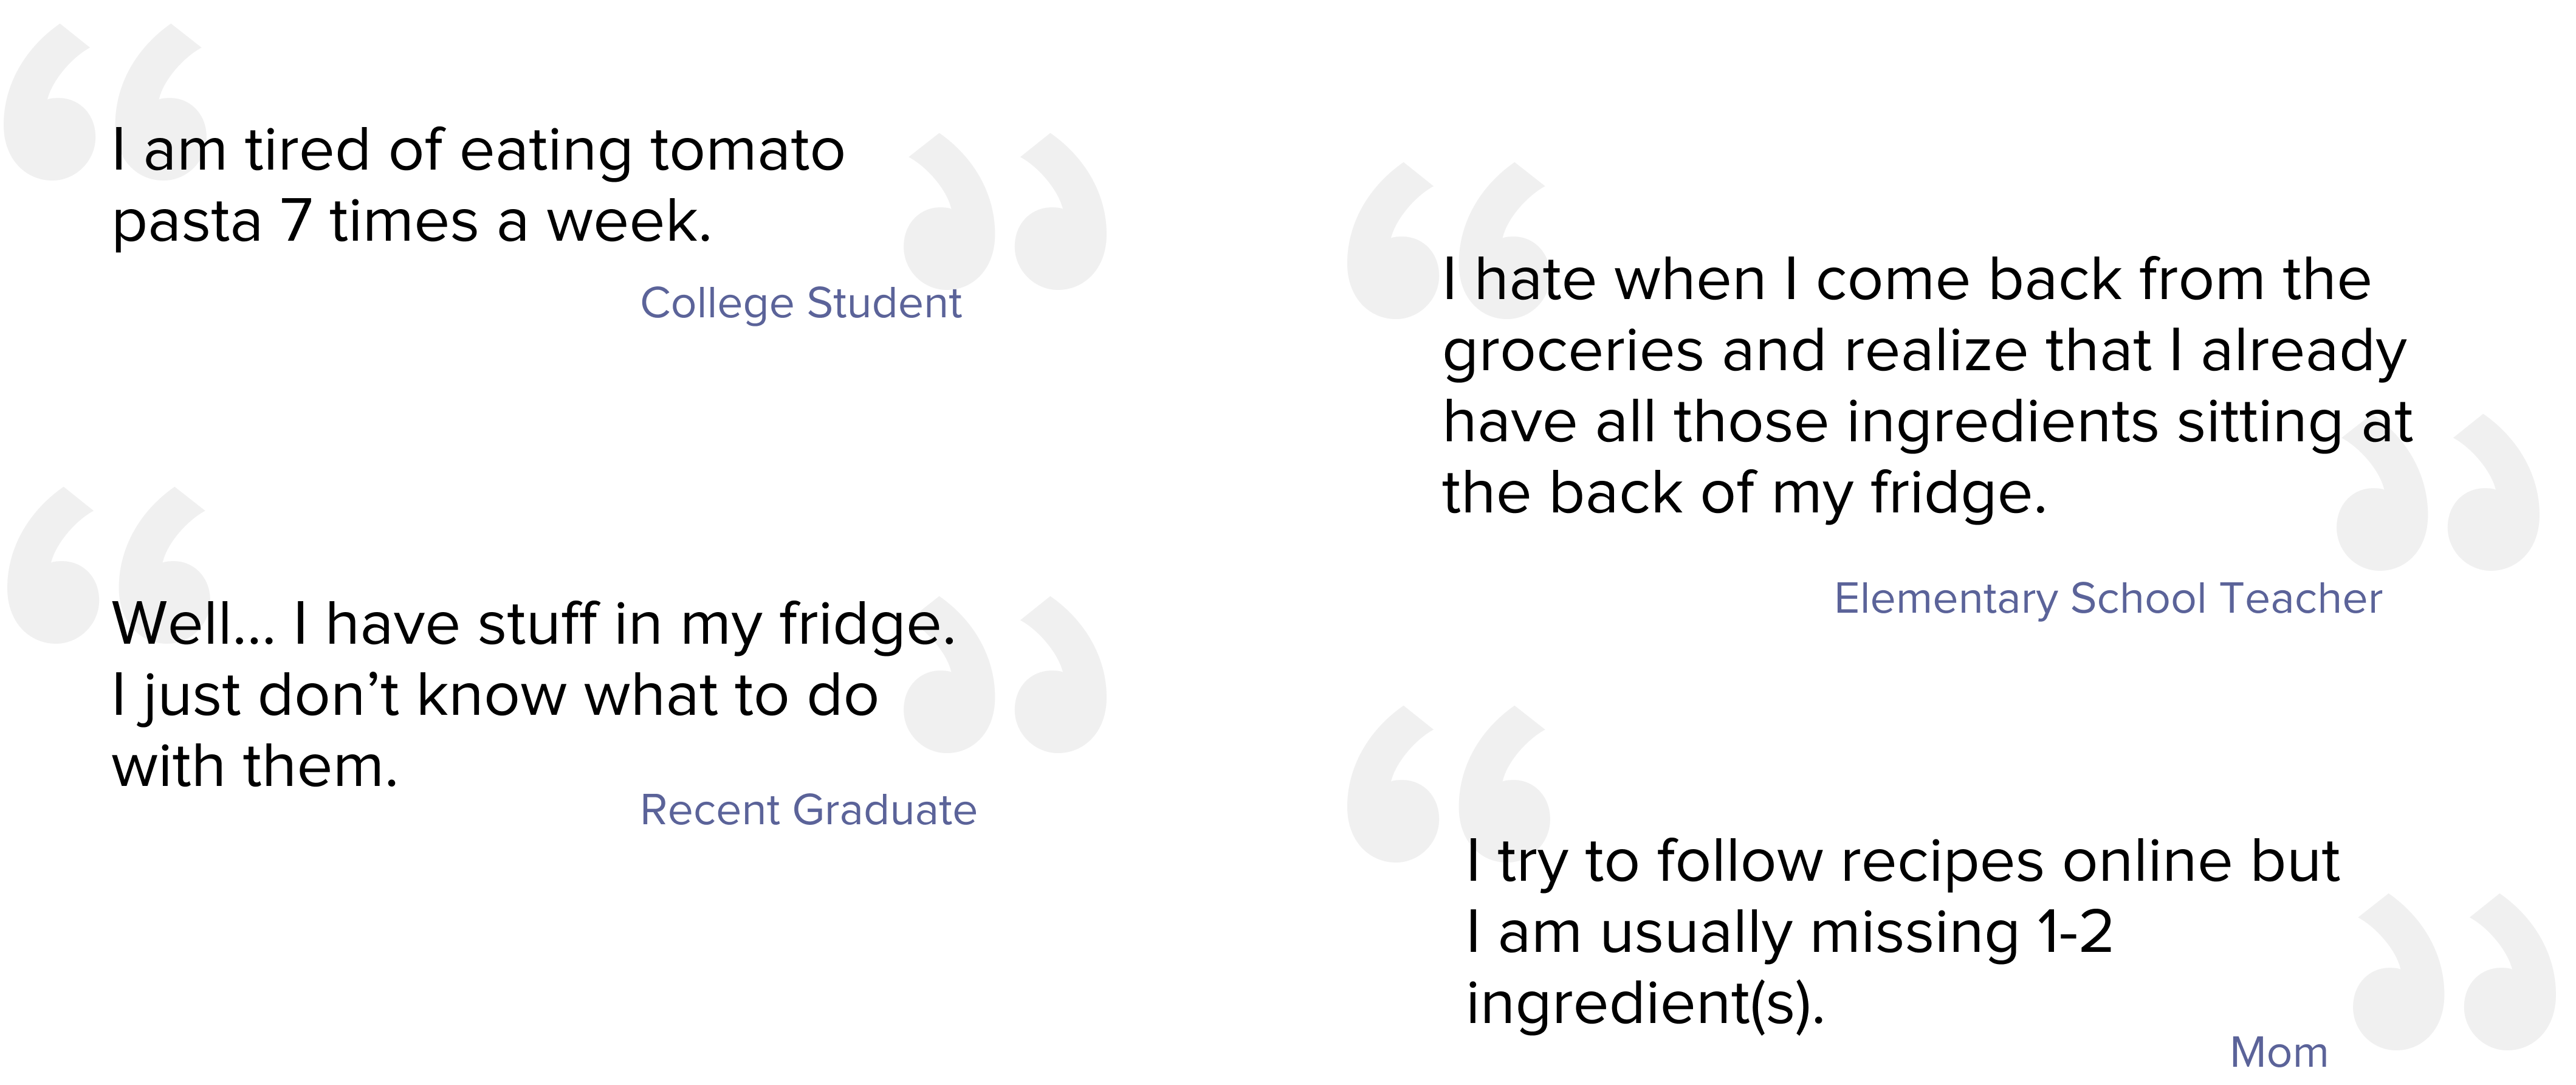 I am tired of eating tomato
pasta 7 times a week.
College Student
Well... I have stuff in my fridge.
I just don’t know what to do
with them.
Recent Graduate
I hate when I come back from the
groceries and realize that I already
have all those ingredients sitting at
the back of my fridge.
Elementary School Teacher
I try to follow recipes online but
I am usually missing 1-2
ingredient(s).
Mom